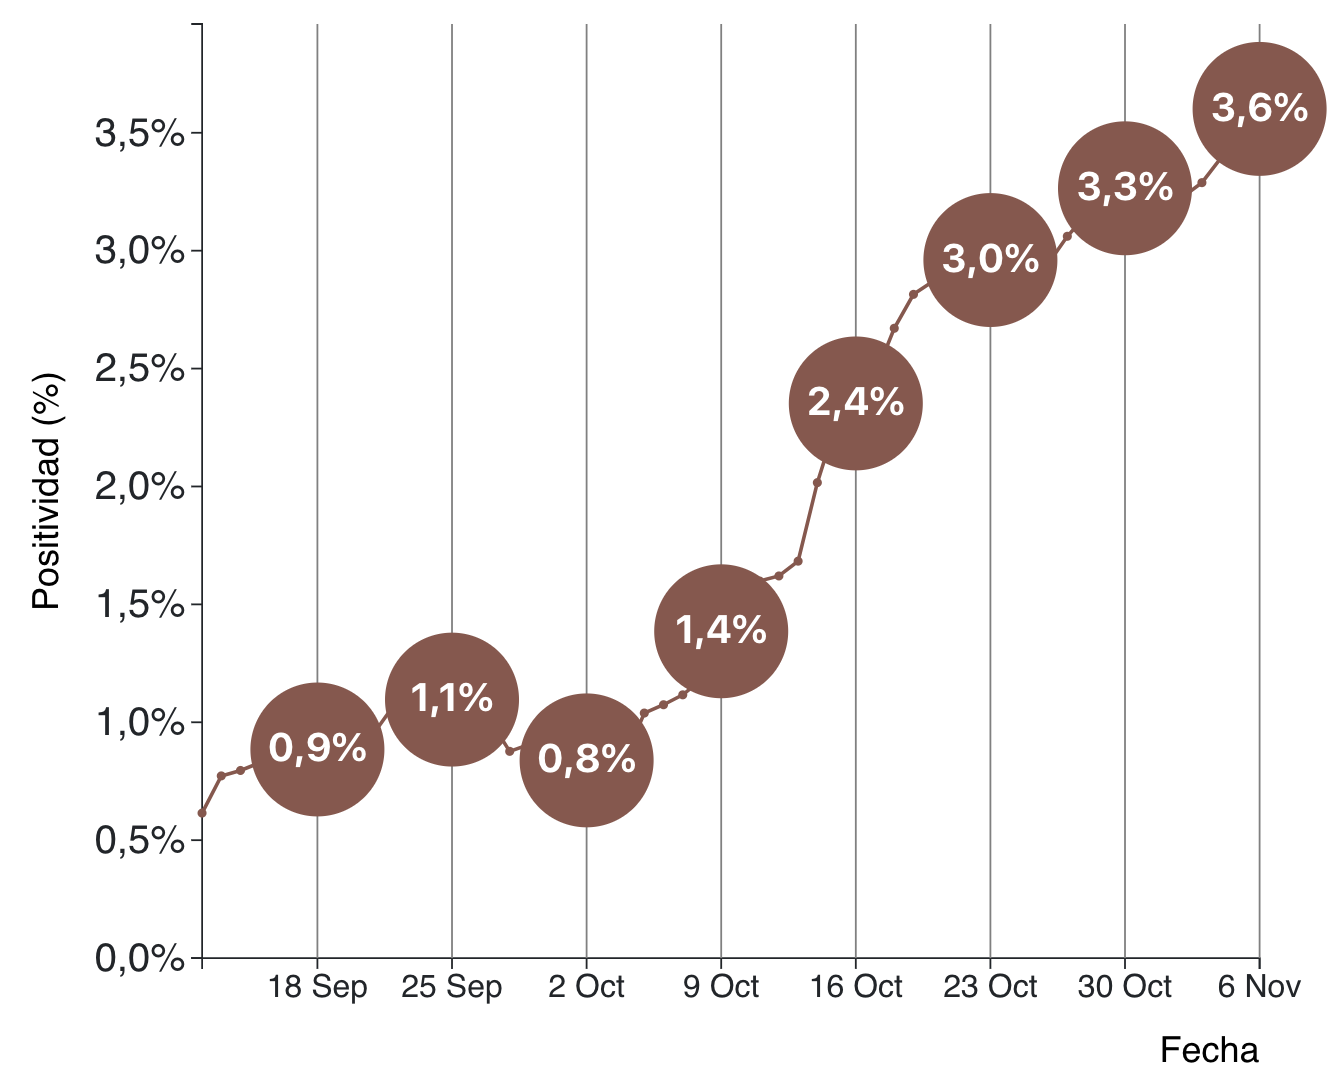 3,5%
3,0%
2,5%
2,0%
1,5%
1,0%
0,5%
0,0%
Positividad (%)
0,9%
1,1%
0,8%
1,4%
2,4%
3,0%
3,3%
3,6%
18 Sep
25 Sep
2 Oct
9 Oct
16 Oct
23 Oct
30 Oct
6 Nov
Fecha